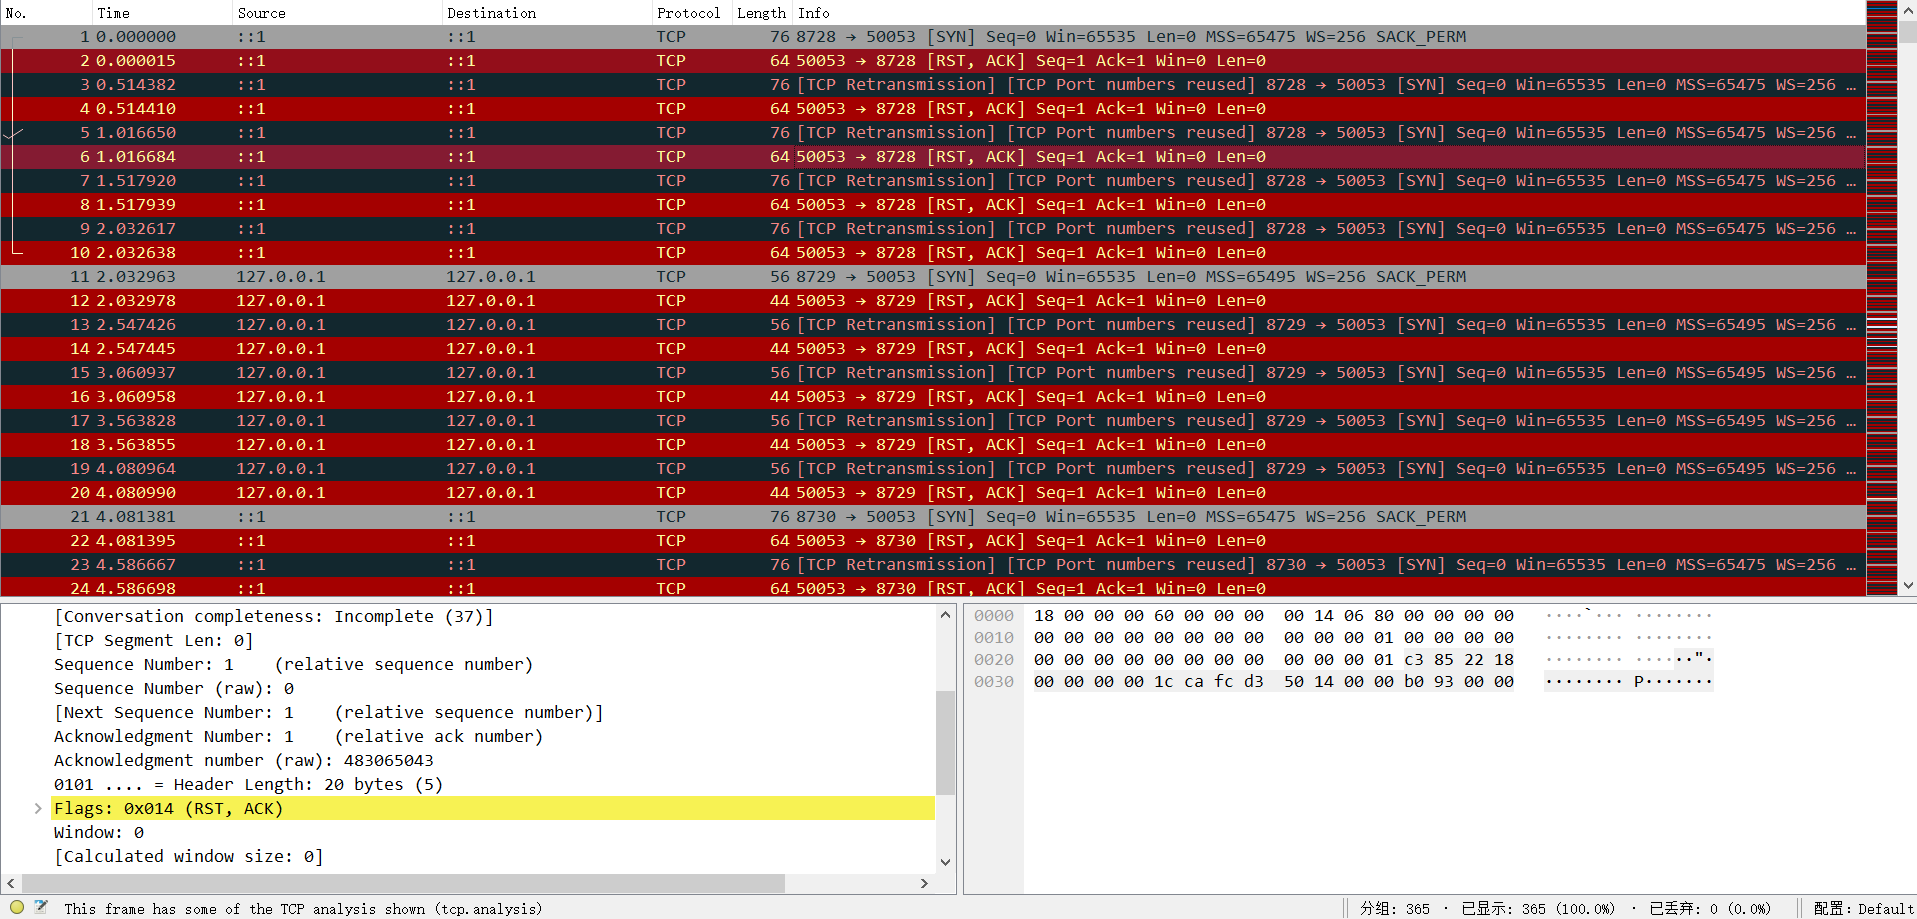 No. Time Source Destination Protocol Length Info
1 0.000000 ::1 ::1 TCP 76 8728 → 50053 [SYN] Seq=0 Win=65535 Len=0 MSS=65475 WS=256 SACK_PERM
2 0.000015 ::1 ::1 TCP 64 50053 → 8728 [RST, ACK] Seq=1 Ack=1 Win=0 Len=0
3 0.514382 ::1 ::1 TCP 76 [TCP Retransmission] [TCP Port numbers reused] 8728 → 50053 [SYN] Seq=0 Win=65535 Len=0 MSS=65475 WS=256 …
4 0.514410 ::1 ::1 TCP 64 50053 → 8728 [RST, ACK] Seq=1 Ack=1 Win=0 Len=0
5 1.016650 ::1 ::1 TCP 76 [TCP Retransmission] [TCP Port numbers reused] 8728 → 50053 [SYN] Seq=0 Win=65535 Len=0 MSS=65475 WS=256 …
6 1.016684 ::1 ::1 TCP 64 50053 → 8728 [RST, ACK] Seq=1 Ack=1 Win=0 Len=0
7 1.517920 ::1 ::1 TCP 76 [TCP Retransmission] [TCP Port numbers reused] 8728 → 50053 [SYN] Seq=0 Win=65535 Len=0 MSS=65475 WS=256 …
8 1.517939 ::1 ::1 TCP 64 50053 → 8728 [RST, ACK] Seq=1 Ack=1 Win=0 Len=0
9 2.032617 ::1 ::1 TCP 76 [TCP Retransmission] [TCP Port numbers reused] 8728 → 50053 [SYN] Seq=0 Win=65535 Len=0 MSS=65475 WS=256 …
10 2.032638 ::1 ::1 TCP 64 50053 → 8728 [RST, ACK] Seq=1 Ack=1 Win=0 Len=0
11 2.032963 127.0.0.1 127.0.0.1 TCP 56 8729 → 50053 [SYN] Seq=0 Win=65535 Len=0 MSS=65495 WS=256 SACK_PERM
12 2.032978 127.0.0.1 127.0.0.1 TCP 44 50053 → 8729 [RST, ACK] Seq=1 Ack=1 Win=0 Len=0
13 2.547426 127.0.0.1 127.0.0.1 TCP 56 [TCP Retransmission] [TCP Port numbers reused] 8729 → 50053 [SYN] Seq=0 Win=65535 Len=0 MSS=65495 WS=256 …
14 2.547445 127.0.0.1 127.0.0.1 TCP 44 50053 → 8729 [RST, ACK] Seq=1 Ack=1 Win=0 Len=0
15 3.060937 127.0.0.1 127.0.0.1 TCP 56 [TCP Retransmission] [TCP Port numbers reused] 8729 → 50053 [SYN] Seq=0 Win=65535 Len=0 MSS=65495 WS=256 …
16 3.060958 127.0.0.1 127.0.0.1 TCP 44 50053 → 8729 [RST, ACK] Seq=1 Ack=1 Win=0 Len=0
17 3.563828 127.0.0.1 127.0.0.1 TCP 56 [TCP Retransmission] [TCP Port numbers reused] 8729 → 50053 [SYN] Seq=0 Win=65535 Len=0 MSS=65495 WS=256 …
18 3.563855 127.0.0.1 127.0.0.1 TCP 44 50053 → 8729 [RST, ACK] Seq=1 Ack=1 Win=0 Len=0
19 4.080964 127.0.0.1 127.0.0.1 TCP 56 [TCP Retransmission] [TCP Port numbers reused] 8729 → 50053 [SYN] Seq=0 Win=65535 Len=0 MSS=65495 WS=256 …
20 4.080990 127.0.0.1 127.0.0.1 TCP 44 50053 → 8729 [RST, ACK] Seq=1 Ack=1 Win=0 Len=0
21 4.081381 ::1 ::1 TCP 76 8730 → 50053 [SYN] Seq=0 Win=65535 Len=0 MSS=65475 WS=256 SACK_PERM
22 4.081395 ::1 ::1 TCP 64 50053 → 8730 [RST, ACK] Seq=1 Ack=1 Win=0 Len=0
23 4.586667 ::1 ::1 TCP 76 [TCP Retransmission] [TCP Port numbers reused] 8730 → 50053 [SYN] Seq=0 Win=65535 Len=0 MSS=65475 WS=256 …
24 4.586698 ::1 ::1 TCP 64 50053 → 8730 [RST, ACK] Seq=1 Ack=1 Win=0 Len=0
[Conversation completeness: Incomplete (37)]
[TCP Segment Len: 0]
Sequence Number: 1 (relative sequence number)
Sequence Number (raw): 0
[Next Sequence Number: 1 (relative sequence number)]
Acknowledgment Number: 1 (relative ack number)
Acknowledgment number (raw): 483065043
0101 .... = Header Length: 20 bytes (5)
Flags: 0x014 (RST, ACK)
Window: 0
[Calculated window size: 0]
0000 18 00 00 00 60 00 00 00 00 14 06 80 00 00 00 00 ····`··· ········
0010 00 00 00 00 00 00 00 00 00 00 00 01 00 00 00 00 ········ ········
0020 00 00 00 00 00 00 00 00 00 00 00 01 c3 85 22 18 ········ ······"·
0030 00 00 00 00 1c ca fc d3 50 14 00 00 b0 93 00 00 ········ P·······
This frame has some of the TCP analysis shown (tcp.analysis)
分组: 365 · 已显示: 365 (100.0%) · 已丢弃: 0 (0.0%)
配置: Default